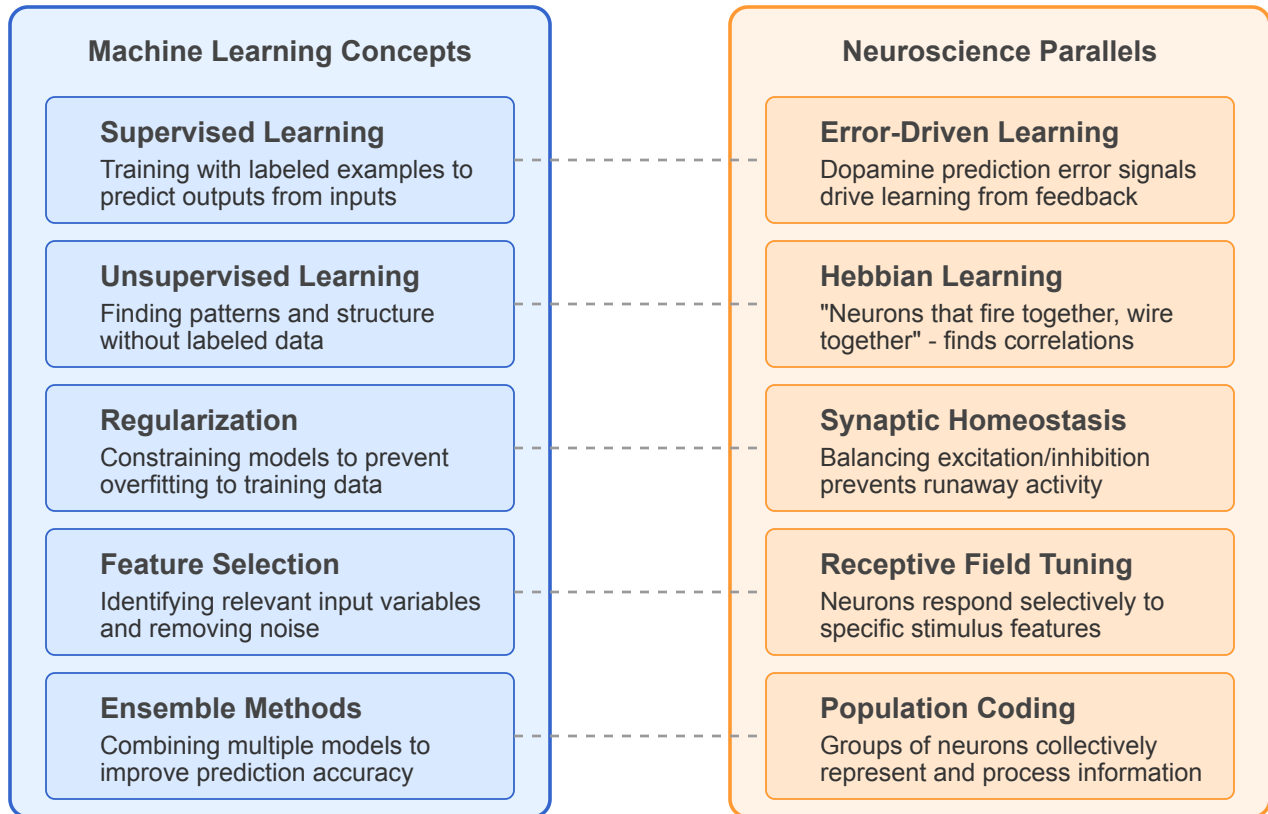 Machine Learning Concepts
Supervised Learning
Training with labeled examples to
predict outputs from inputs
Unsupervised Learning
Finding patterns and structure
without labeled data
Regularization
Constraining models to prevent
overfitting to training data
Feature Selection
Identifying relevant input variables
and removing noise
Ensemble Methods
Combining multiple models to
improve prediction accuracy
Neuroscience Parallels
Error-Driven Learning
Dopamine prediction error signals
drive learning from feedback
Hebbian Learning
"Neurons that fire together, wire
together" - finds correlations
Synaptic Homeostasis
Balancing excitation/inhibition
prevents runaway activity
Receptive Field Tuning
Neurons respond selectively to
specific stimulus features
Population Coding
Groups of neurons collectively
represent and process information